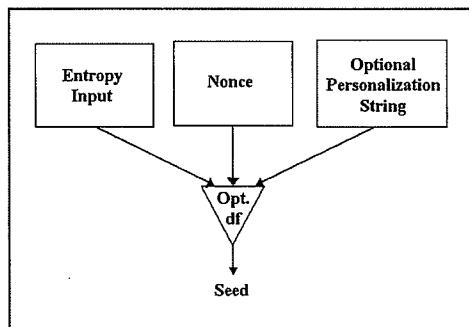 Entropy
Input
Nonce
Optional
Personalization
String
Opt.
df
Seed